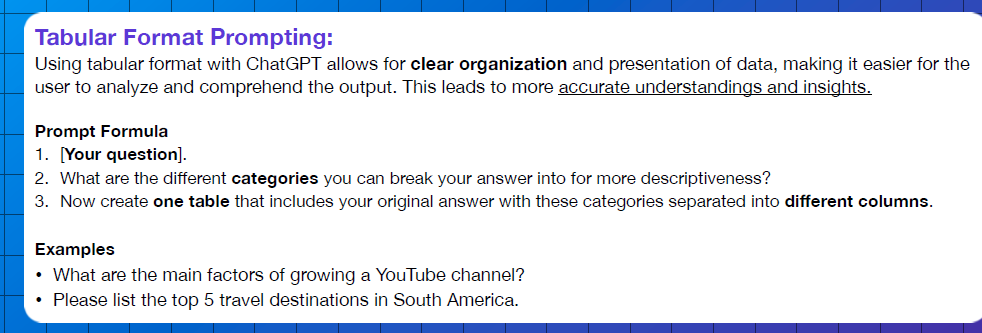 Tabular Format Prompting:
Using tabular format with ChatGPT allows for clear organization and presentation of data, making it easier for the
user to analyze and comprehend the output. This leads to more accurate understandings and insights.
Prompt Formula
1. [Your question].
2. What are the different categories you can break your answer into for more descriptiveness?
3. Now create one table that includes your original answer with these categories separated into different columns.
Examples
• What are the main factors of growing a YouTube channel?
• Please list the top 5 travel destinations in South America.